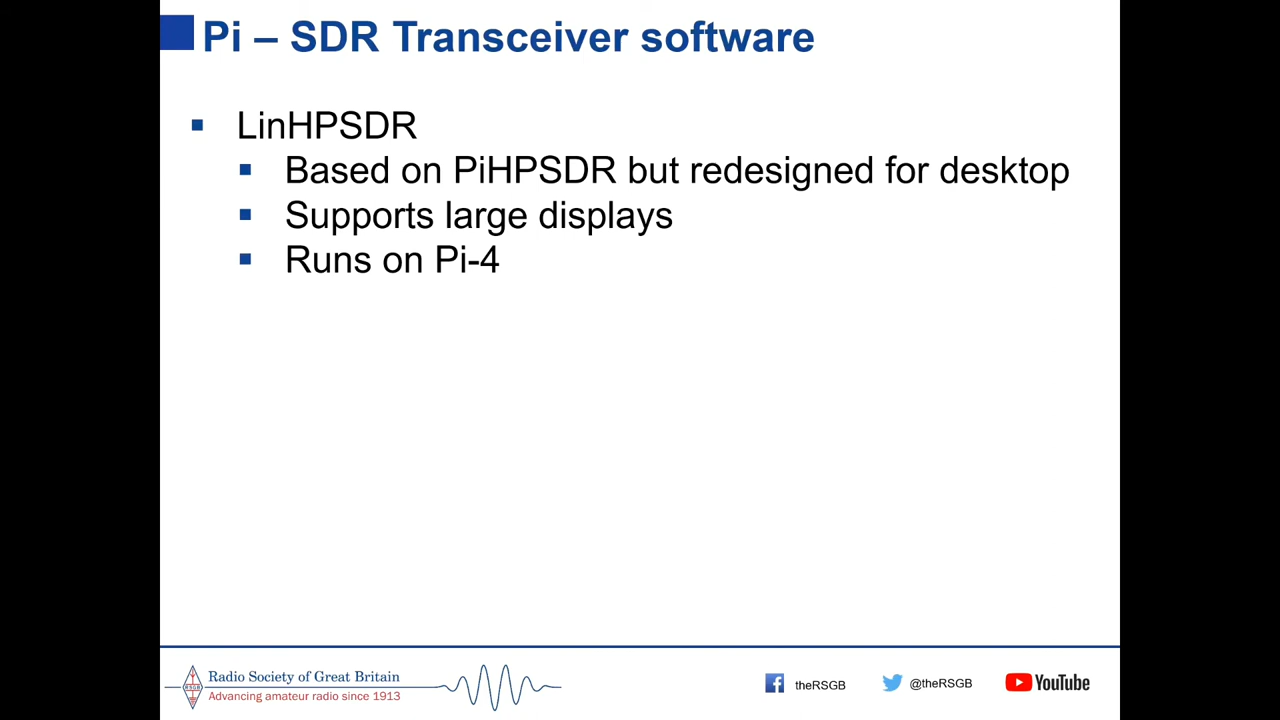 Pi – SDR Transceiver software
LinHPSDR
Based on PiHPSDR but redesigned for desktop
Supports large displays
Runs on Pi-4
RSGB
Radio Society of Great Britain
Advancing amateur radio since 1913
theRSGB
@theRSGB
YouTube